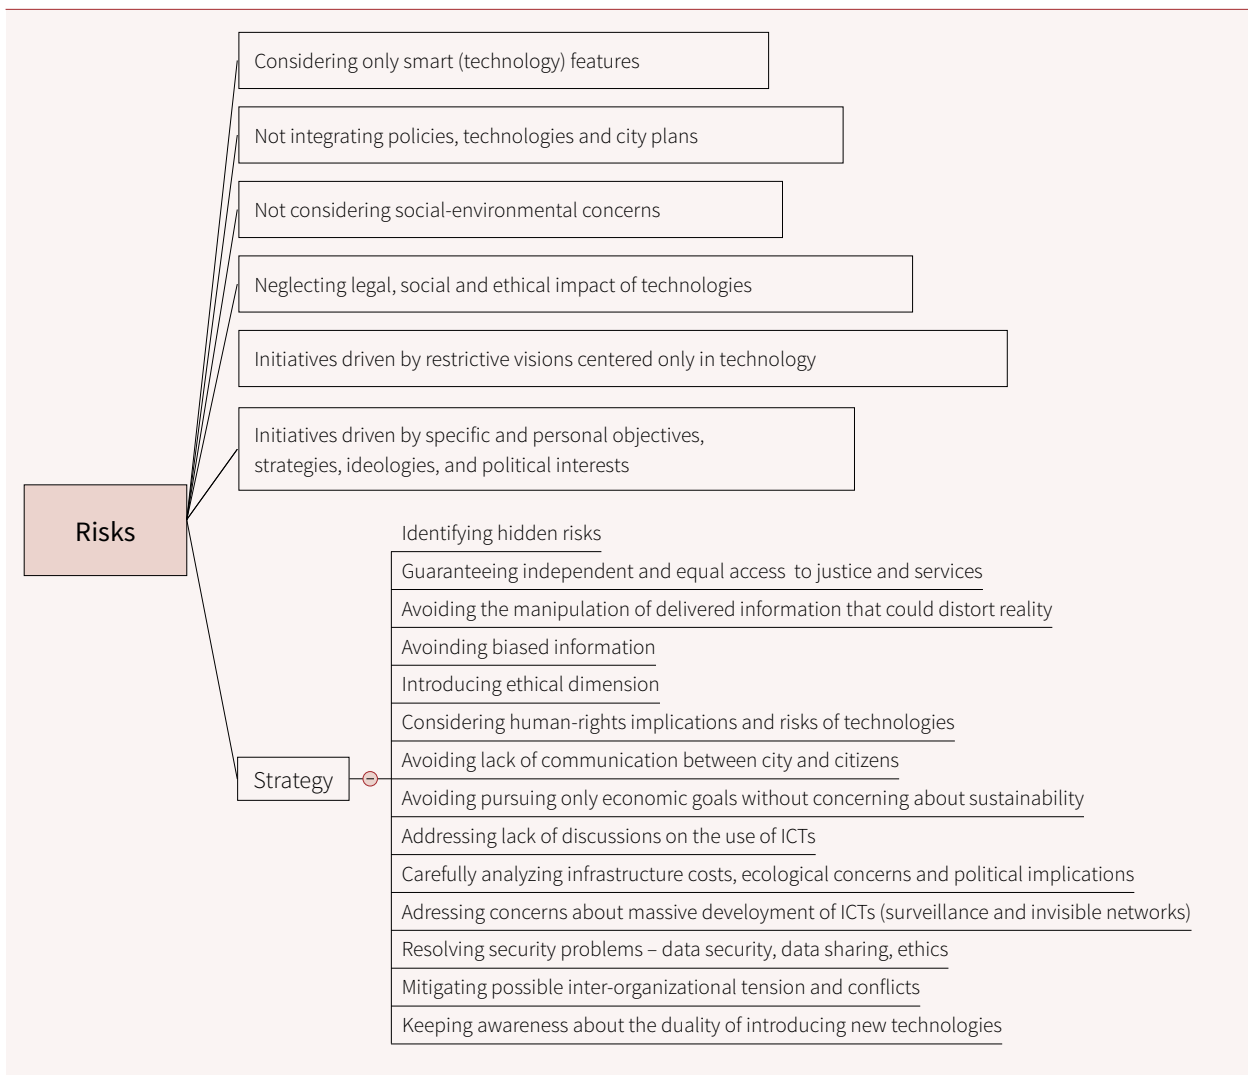 Considering only smart (technology) features
Not integrating policies, technologies and city plans
Not considering social-environmental concerns
Neglecting legal, social and ethical impact of technologies
Initiatives driven by restrictive visions centered only in technology
Initiatives driven by specific and personal objectives,
strategies, ideologies, and political interests
Risks
Identifying hidden risks
Guaranteeing independent and equal access  to justice and services
Avoiding the manipulation of delivered information that could distort reality
Avoinding biased information
Introducing ethical dimension
Considering human-rights implications and risks of technologies
Avoiding lack of communication between city and citizens
Strategy
Avoiding pursuing only economic goals without concerning about sustainability
Addressing lack of discussions on the use of ICTs
Carefully analyzing infrastructure costs, ecological concerns and political implications
Adressing concerns about massive develoyment of ICTs (surveillance and invisible networks)
Resolving security problems – data security, data sharing, ethics
Mitigating possible inter-organizational tension and conflicts
Keeping awareness about the duality of introducing new technologies